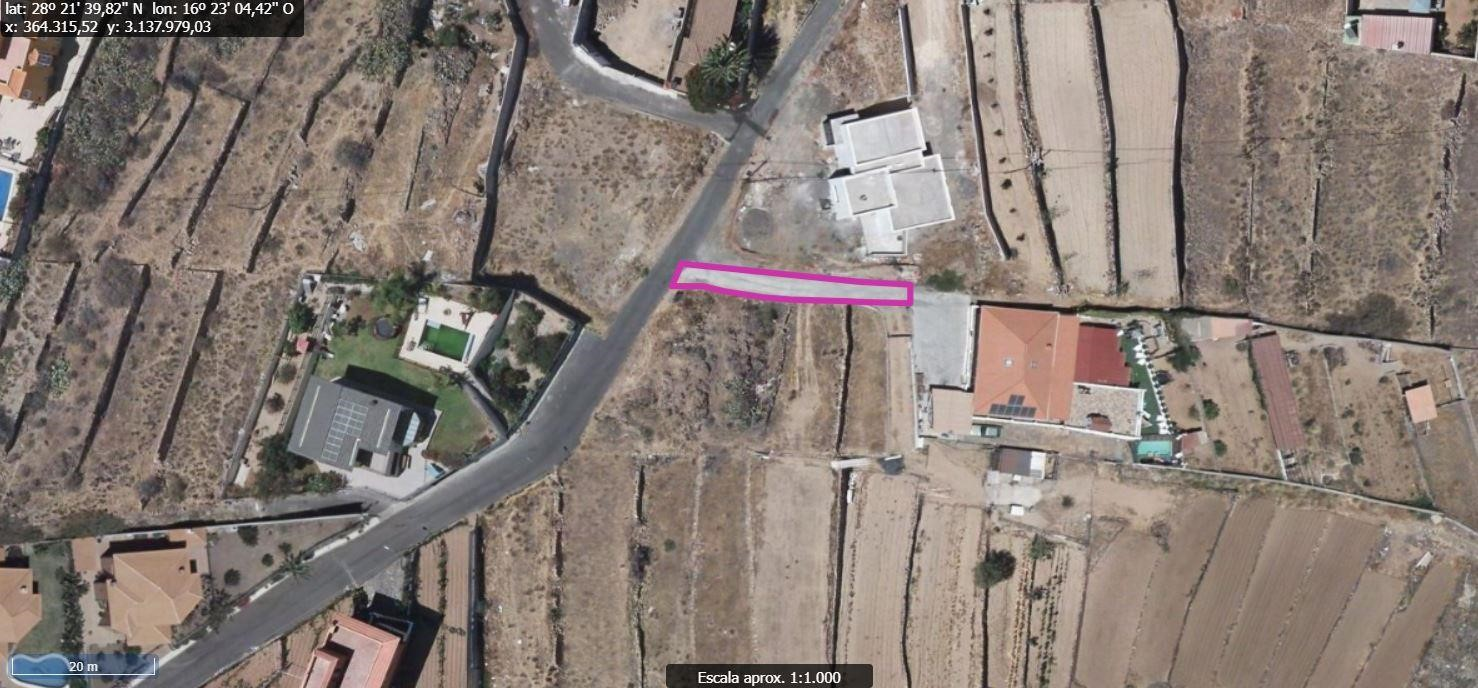 lat: 28º 21' 39,82" N  lon: 16º 23' 04,42" O
x: 364.315,52  y: 3.137.979,03
20 m
Escala aprox. 1:1.000